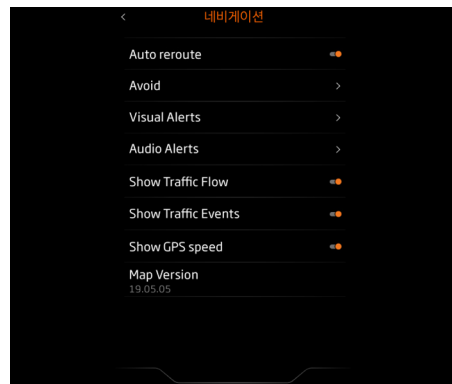 네비게이션
Auto reroute
Avoid
Visual Alerts
Audio Alerts
Show Traffic Flow
Show Traffic Events
Show GPS speed
Map Version
19.05.05